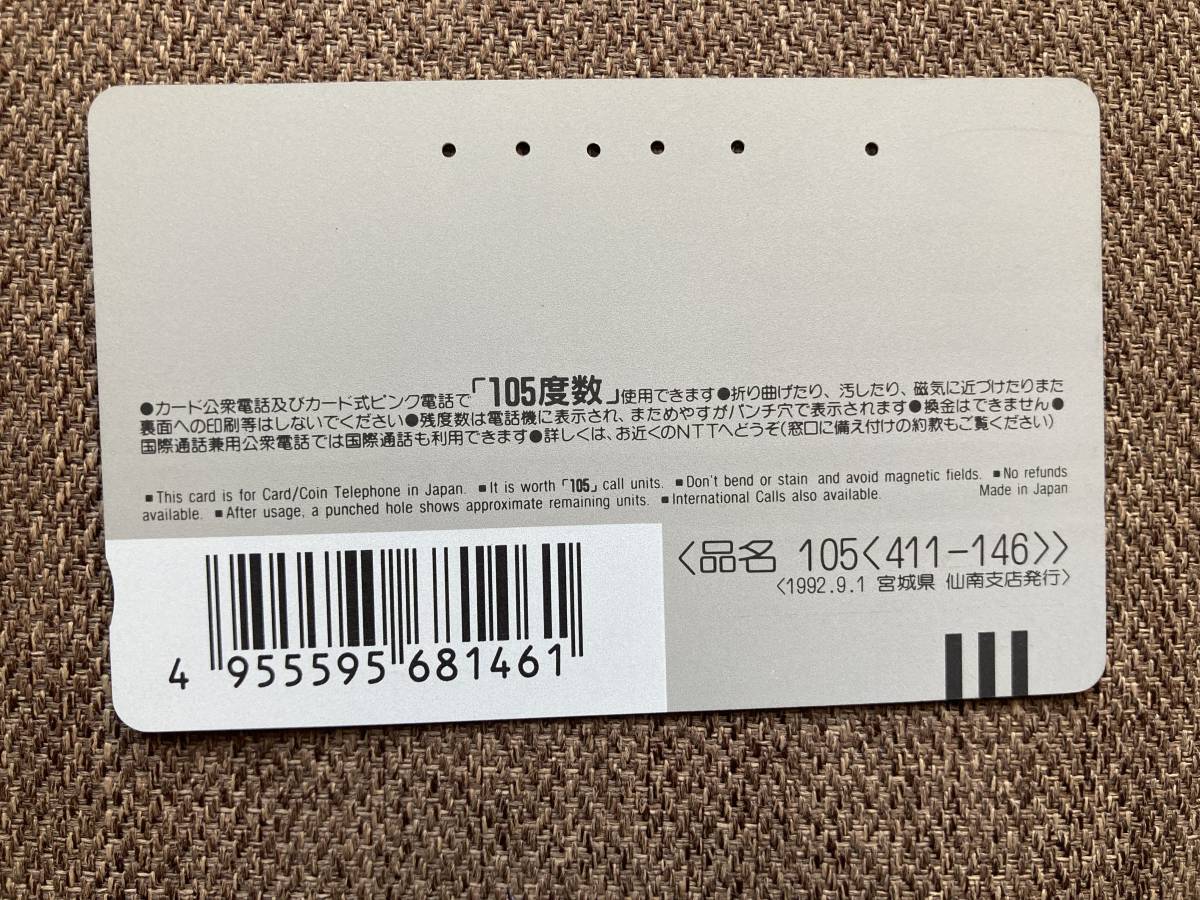 ●カード公衆電話及びカード式ピンク電話で「105度数」使用できます●折り曲げたり、汚したり、磁気に近づけたりまた
裏面への印刷等はしないでください●残度数は電話機に表示され、まためやすがパンチ穴で表示されます●換金はできません●
国際通話兼用公衆電話では国際通話も利用できます●詳しくは、お近くのNTTへどうぞ(窓口に備え付けの約款もご覧ください)
■This card is for Card/Coin Telephone in Japan. ■It is worth「105」call units. ■Don't bend or stain and avoid magnetic fields. ■No refunds
available. ■After usage, a punched hole shows approximate remaining units. ■International Calls also available. Made in Japan
〈品名 105〈411-146〉〉
〈1992.9.1 宮城県 仙南支店発行〉
4 955595 681461